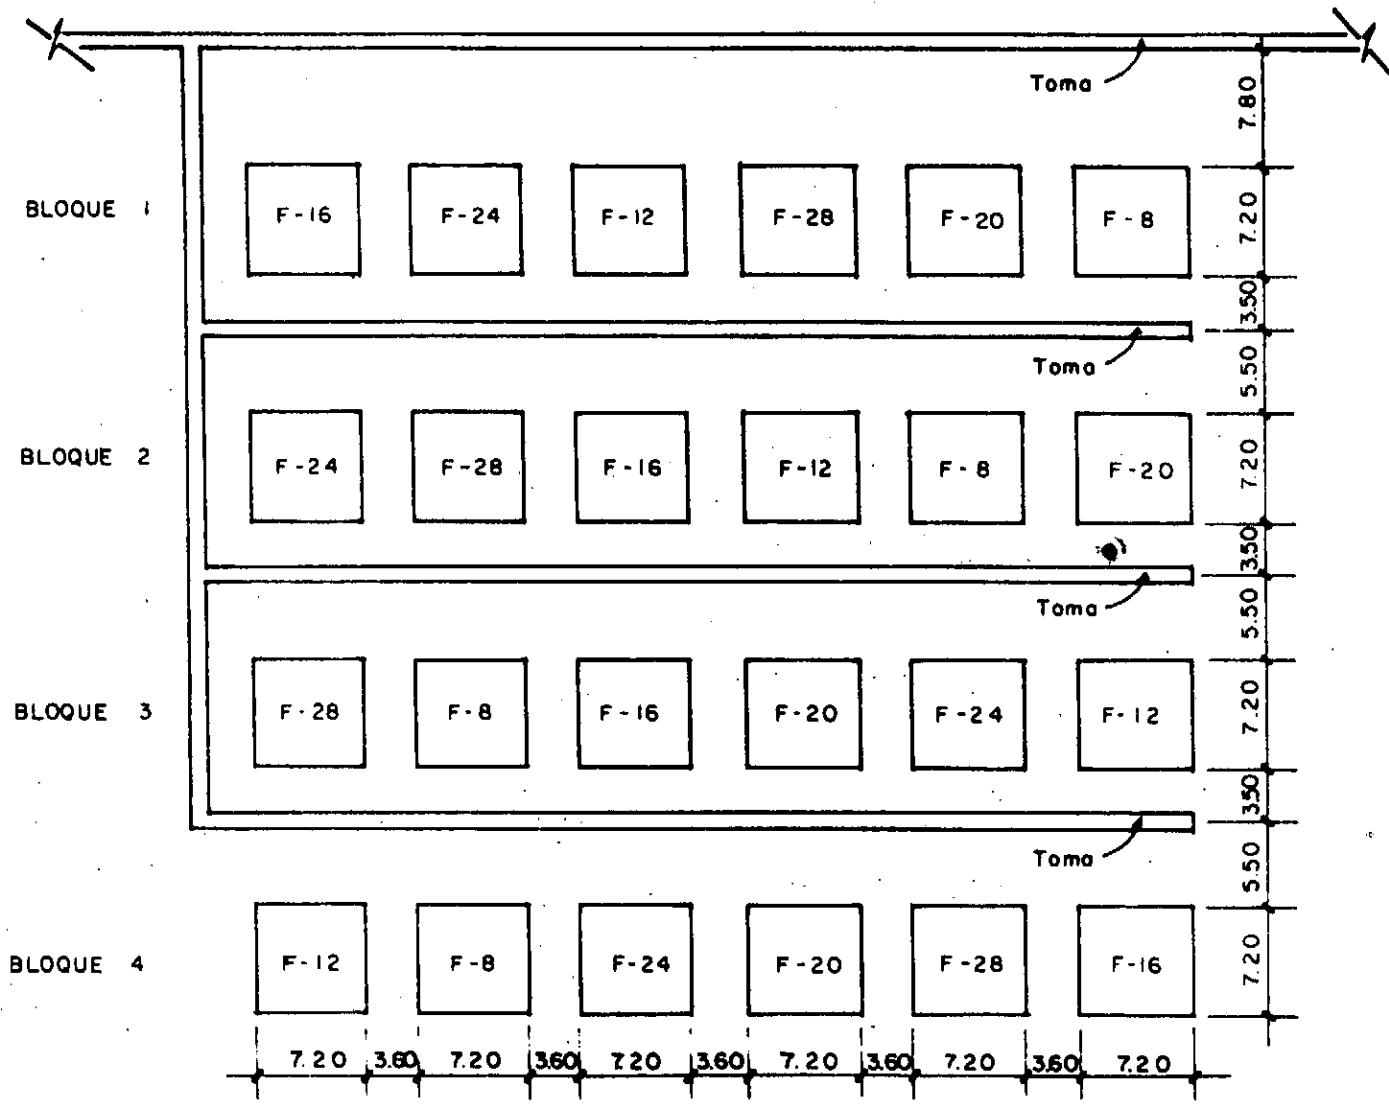 Toma
7.80
BLOQUE 1 F-16 F-24 F-12 F-28 F-20 F-8 7.20
3.50
Toma
5.50
BLOQUE 2 F-24 F-28 F-16 F-12 F-8 F-20 7.20
3.50
Toma
5.50
BLOQUE 3 F-28 F-8 F-16 F-20 F-24 F-12 7.20
3.50
Toma
5.50
BLOQUE 4 F-12 F-8 F-24 F-20 F-28 F-16 7.20
7.20 3.60 7.20 3.60 7.20 3.60 7.20 3.60 7.20 3.60 7.20